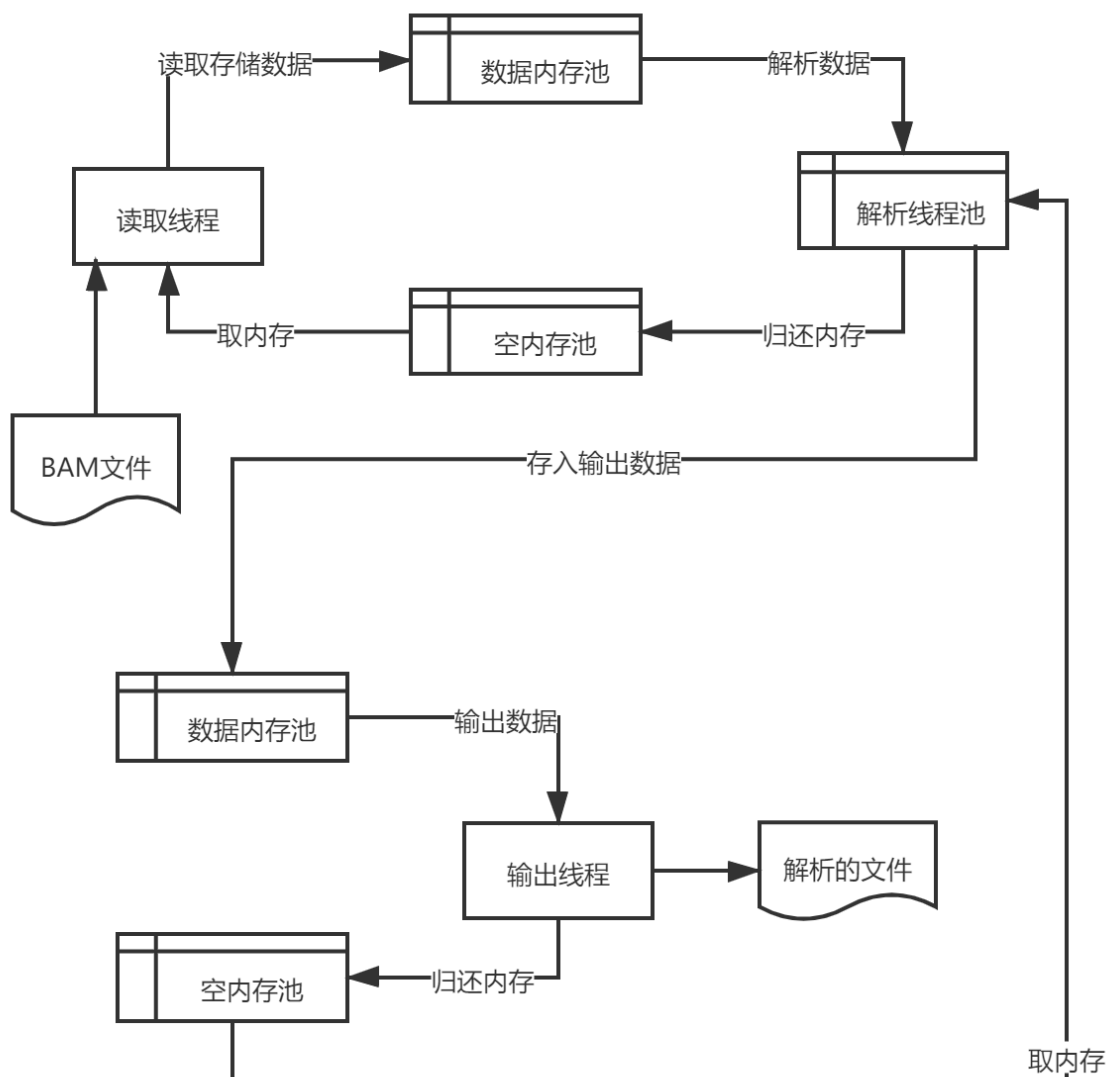 读取存储数据
数据内存池
解析数据
读取线程
解析线程池
取内存
空内存池
归还内存
BAM文件
存入输出数据
数据内存池
输出数据
输出线程
解析的文件
空内存池
归还内存
取内存